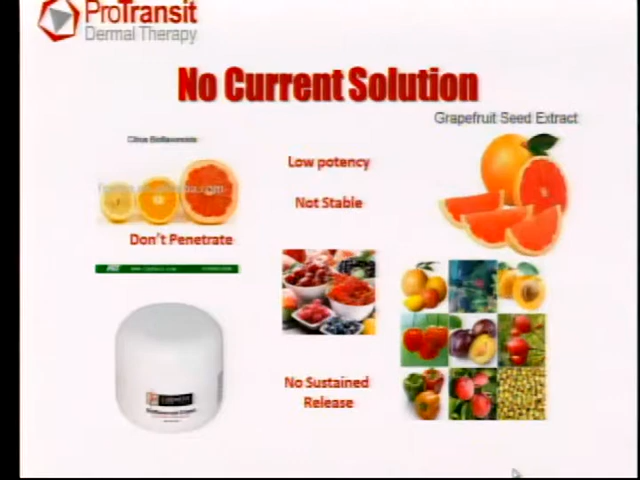 ProTransit
Dermal Therapy
No Current Solution
Grapefruit Seed Extract
Citrus Bioflavonoids
Low potency
Not Stable
Don't Penetrate
No Sustained
Release